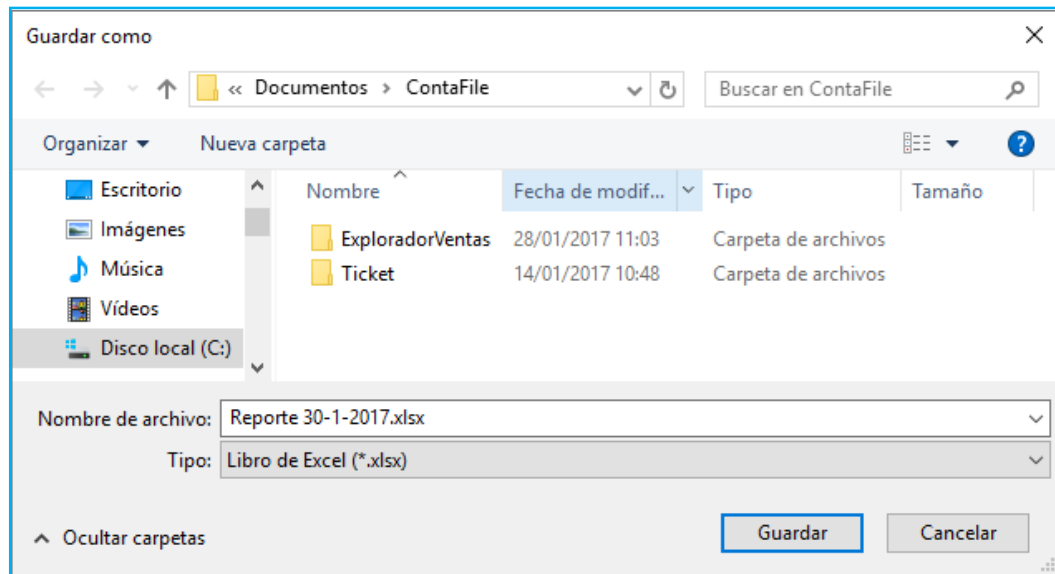 Guardar como
« Documentos > ContaFile
Buscar en ContaFile
Organizar
Nueva carpeta
?
Escritorio
Imágenes
Música
Vídeos
Disco local (C:)
Nombre
Fecha de modif...
Tipo
Tamaño
ExploradorVentas 28/01/2017 11:03 Carpeta de archivos
Ticket 14/01/2017 10:48 Carpeta de archivos
Nombre de archivo: Reporte 30-1-2017.xlsx
Tipo: Libro de Excel (*.xlsx)
Ocultar carpetas
Guardar
Cancelar